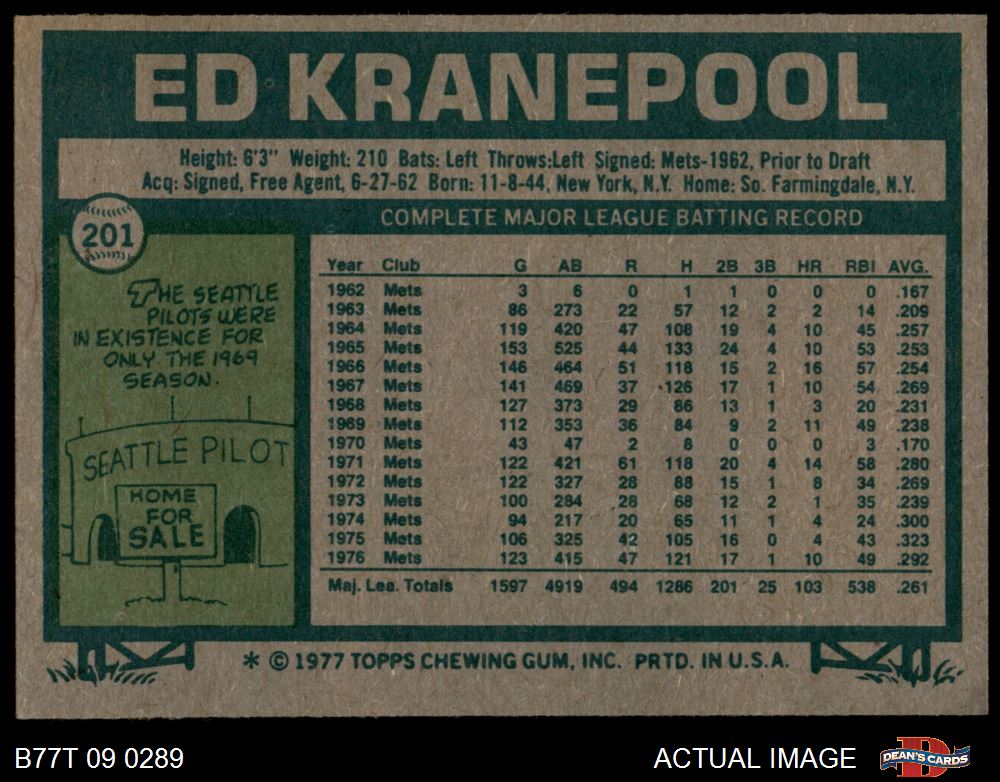 ED KRANEPOOL
Height: 6'3" Weight: 210 Bats: Left Throws:Left Signed: Mets-1962, Prior to Draft
Acq: Signed, Free Agent, 6-27-62 Born: 11-8-44, New York, N.Y. Home: So. Farmingdale, N.Y.
201
THE SEATTLE
PILOTS WERE
IN EXISTENCE FOR
ONLY THE 1969
SEASON.
SEATTLE PILOT
HOME
FOR
SALE
COMPLETE MAJOR LEAGUE BATTING RECORD
Year Club G AB R H 2B 3B HR RBI AVG.
1962 Mets 3 6 0 1 1 0 0 0 .167
1963 Mets 86 273 22 57 12 2 2 14 .209
1964 Mets 119 420 47 108 19 4 10 45 .257
1965 Mets 153 525 44 133 24 4 10 53 .253
1966 Mets 146 464 51 118 15 2 16 57 .254
1967 Mets 141 469 37 126 17 1 10 54 .269
1968 Mets 127 373 29 86 13 1 3 20 .231
1969 Mets 112 353 36 84 9 2 11 49 .238
1970 Mets 43 47 2 8 0 0 0 3 .170
1971 Mets 122 421 61 118 20 4 14 58 .280
1972 Mets 122 327 28 88 15 1 8 34 .269
1973 Mets 100 284 28 68 12 2 1 35 .239
1974 Mets 94 217 20 65 11 1 4 24 .300
1975 Mets 106 325 42 105 16 0 4 43 .323
1976 Mets 123 415 47 121 17 1 10 49 .292
Maj. Lea. Totals 1597 4919 494 1286 201 25 103 538 .261
* © 1977 TOPPS CHEWING GUM, INC. PRTD. IN U.S.A.
B77T 09 0289
ACTUAL IMAGE
DEAN'S CARDS